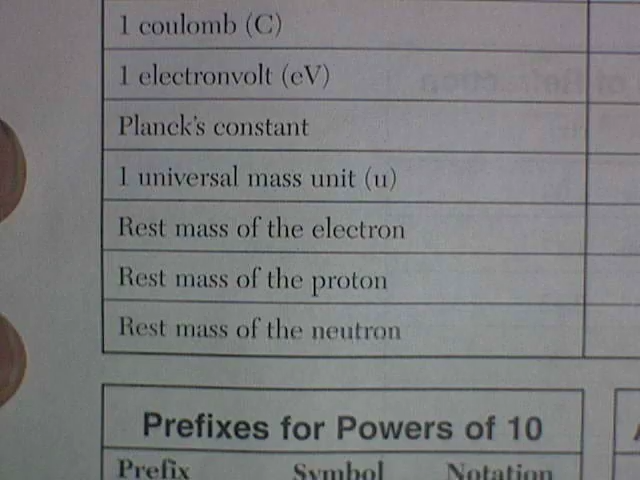 1 coulomb (C)
1 electronvolt (eV)
Planck's constant
1 universal mass unit (u)
Rest mass of the electron
Rest mass of the proton
Rest mass of the neutron
Prefixes for Powers of 10
Prefix Symbol Notation